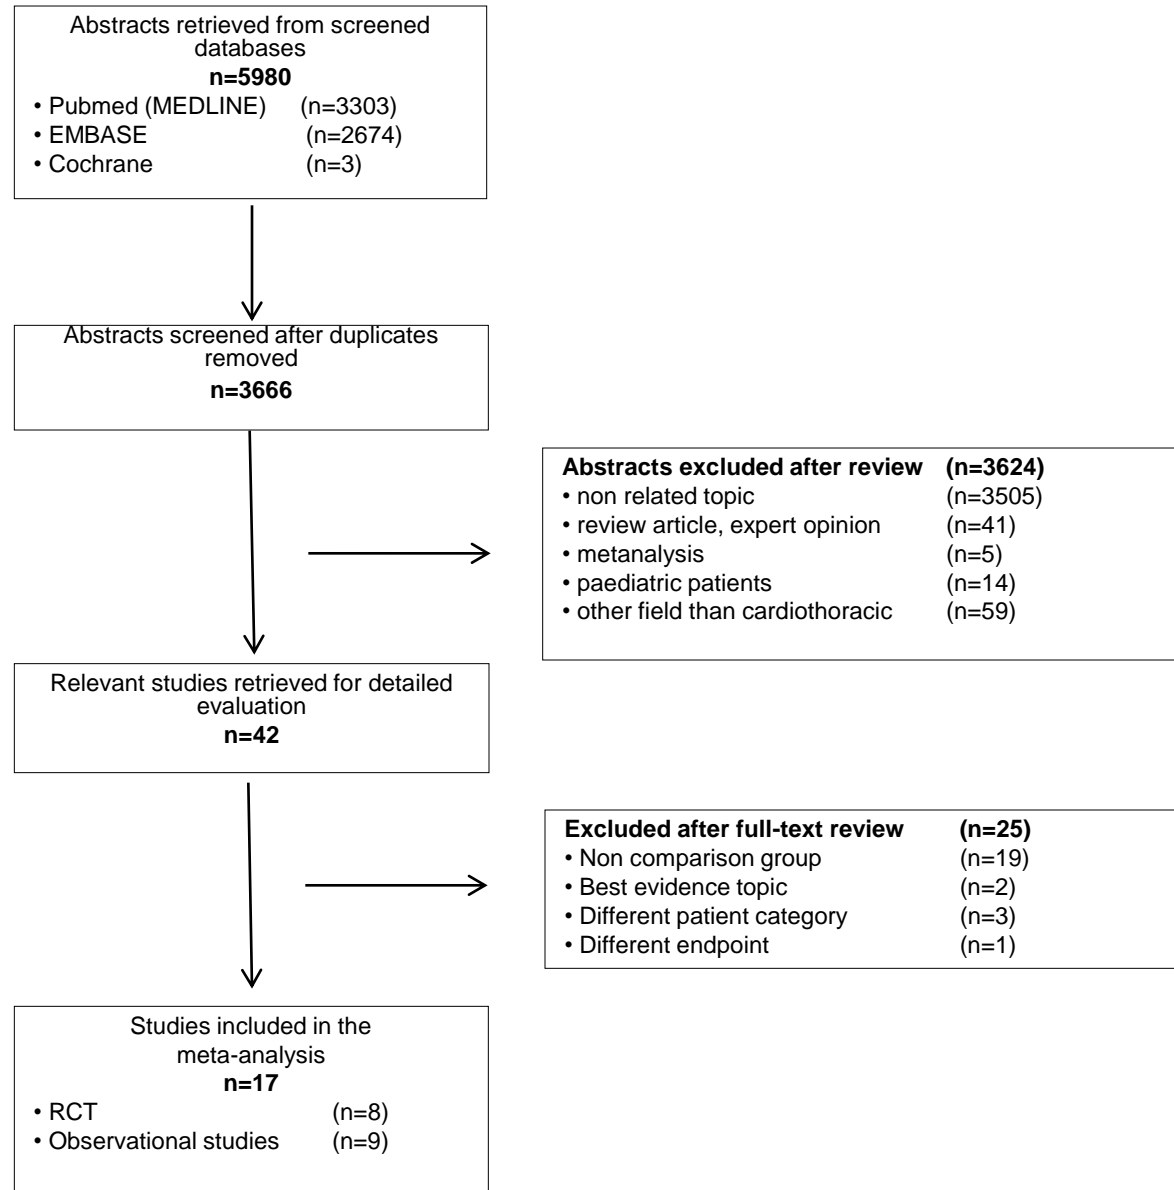 Abstracts retrieved from screened
databases
n=5980
• Pubmed (MEDLINE) (n=3303)
• EMBASE (n=2674)
• Cochrane (n=3)
Abstracts screened after duplicates
removed
n=3666
Abstracts excluded after review (n=3624)
• non related topic (n=3505)
• review article, expert opinion (n=41)
• metanalysis (n=5)
• paediatric patients (n=14)
• other field than cardiothoracic (n=59)
Relevant studies retrieved for detailed
evaluation
n=42
Excluded after full-text review (n=25)
• Non comparison group (n=19)
• Best evidence topic (n=2)
• Different patient category (n=3)
• Different endpoint (n=1)
Studies included in the
meta-analysis
n=17
• RCT (n=8)
• Observational studies (n=9)